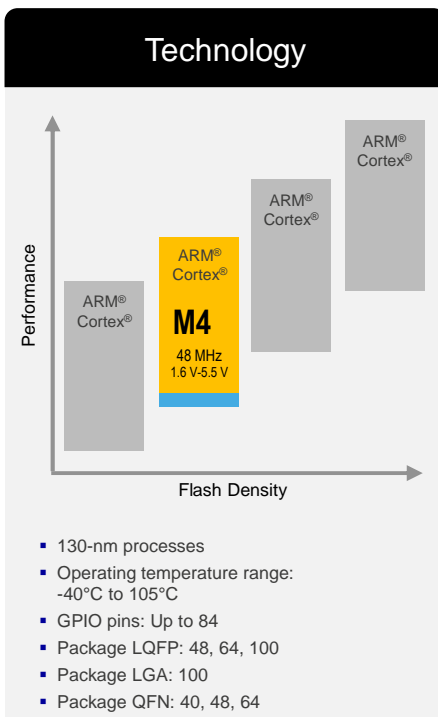 Technology
Performance
ARM®
Cortex®
ARM®
Cortex®
M4
48 MHz
1.6 V-5.5 V
ARM®
Cortex®
ARM®
Cortex®
Flash Density
▪ 130-nm processes
▪ Operating temperature range:
-40°C to 105°C
▪ GPIO pins: Up to 84
▪ Package LQFP: 48, 64, 100
▪ Package LGA: 100
▪ Package QFN: 40, 48, 64